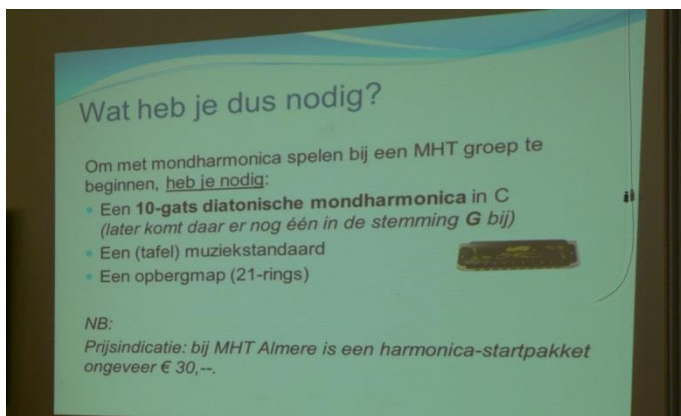 Wat heb je dus nodig?
Om met mondharmonica spelen bij een MHT groep te
beginnen, heb je nodig:
• Een 10-gats diatonische mondharmonica in C
(later komt daar er nog één in de stemming G bij)
• Een (tafel) muziekstandaard
• Een opbergmap (21-rings)
NB:
Prijsindicatie: bij MHT Almere is een harmonica-startpakket
ongeveer € 30,--.